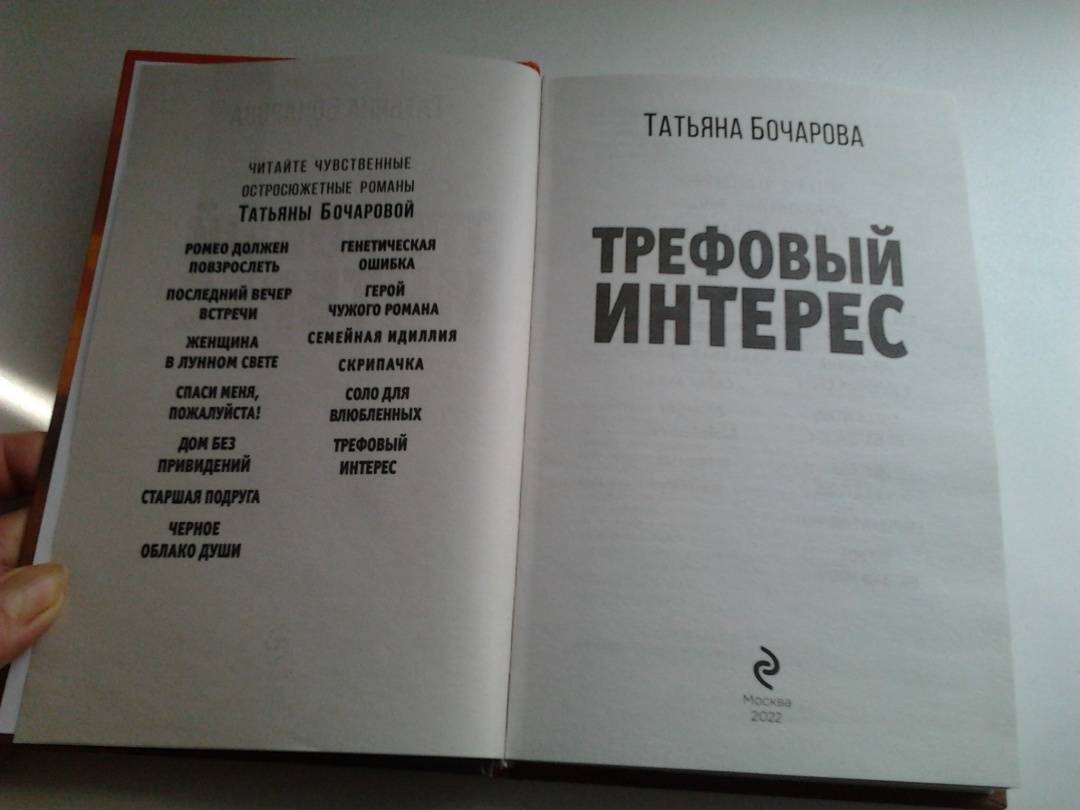 ЧИТАЙТЕ ЧУВСТВЕННЫЕ
ОСТРОСЮЖЕТНЫЕ РОМАНЫ
ТАТЬЯНЫ БОЧАРОВОЙ
РОМЕО ДОЛЖЕН
ПОВЗРОСЛЕТЬ
ПОСЛЕДНИЙ ВЕЧЕР
ВСТРЕЧИ
ЖЕНЩИНА
В ЛУННОМ СВЕТЕ
СПАСИ МЕНЯ,
ПОЖАЛУЙСТА!
ДОМ БЕЗ
ПРИВИДЕНИЙ
СТАРШАЯ ПОДРУГА
ЧЕРНОЕ
ОБЛАКО ДУШИ
ГЕНЕТИЧЕСКАЯ
ОШИБКА
ГЕРОЙ
ЧУЖОГО РОМАНА
СЕМЕЙНАЯ ИДИЛЛИЯ
СКРИПАЧКА
СОЛО ДЛЯ
ВЛЮБЛЕННЫХ
ТРЕФОВЫЙ
ИНТЕРЕС
ТАТЬЯНА БОЧАРОВА
ТРЕФОВЫЙ
ИНТЕРЕС
Москва
2022